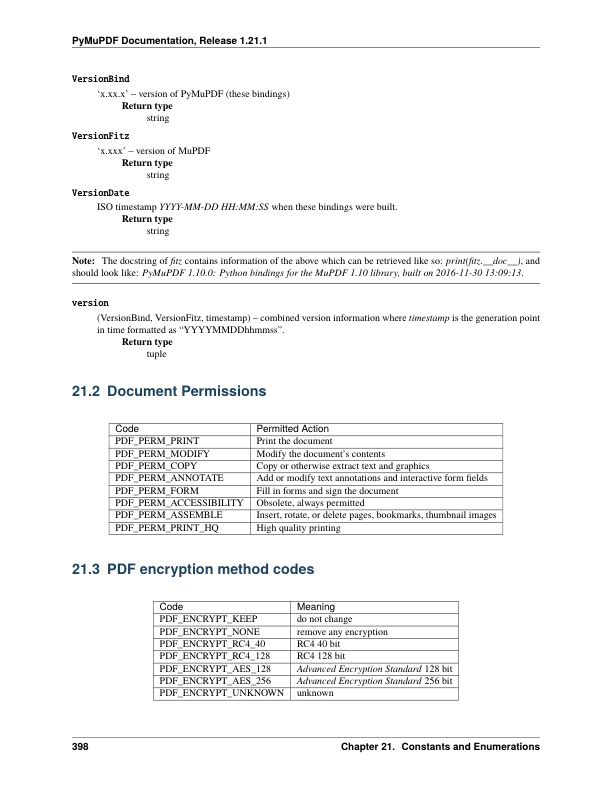 PyMuPDF Documentation, Release 1.21.1
VersionBind
‘x.xx.x’ – version of PyMuPDF (these bindings)
Return type
string
VersionFitz
‘x.xxx’ – version of MuPDF
Return type
string
VersionDate
ISO timestamp YYYY-MM-DD HH:MM:SS when these bindings were built.
Return type
string
Note: The docstring of fitz contains information of the above which can be retrieved like so: print(fitz.__doc__), and
should look like: PyMuPDF 1.10.0: Python bindings for the MuPDF 1.10 library, built on 2016-11-30 13:09:13.
version
(VersionBind, VersionFitz, timestamp) – combined version information where timestamp is the generation point
in time formatted as “YYYYMMDDhhmmss”.
Return type
tuple
21.2 Document Permissions
Code Permitted Action
PDF_PERM_PRINT Print the document
PDF_PERM_MODIFY Modify the document’s contents
PDF_PERM_COPY Copy or otherwise extract text and graphics
PDF_PERM_ANNOTATE Add or modify text annotations and interactive form fields
PDF_PERM_FORM Fill in forms and sign the document
PDF_PERM_ACCESSIBILITY Obsolete, always permitted
PDF_PERM_ASSEMBLE Insert, rotate, or delete pages, bookmarks, thumbnail images
PDF_PERM_PRINT_HQ High quality printing
21.3 PDF encryption method codes
Code Meaning
PDF_ENCRYPT_KEEP do not change
PDF_ENCRYPT_NONE remove any encryption
PDF_ENCRYPT_RC4_40 RC4 40 bit
PDF_ENCRYPT_RC4_128 RC4 128 bit
PDF_ENCRYPT_AES_128 Advanced Encryption Standard 128 bit
PDF_ENCRYPT_AES_256 Advanced Encryption Standard 256 bit
PDF_ENCRYPT_UNKNOWN unknown
398 Chapter 21. Constants and Enumerations